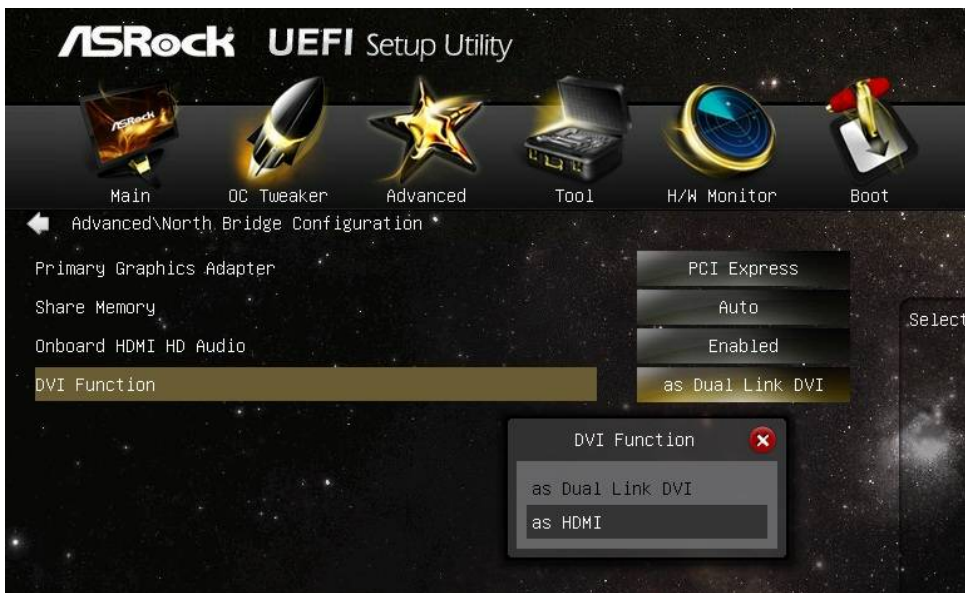 ASRock UEFI Setup Utility
ASRock
Main OC Tweaker Advanced Tool H/W Monitor Boot
Advanced\North Bridge Configuration
Primary Graphics Adapter PCI Express
Share Memory Auto
Select
Onboard HDMI HD Audio Enabled
DVI Function as Dual Link DVI
DVI Function
as Dual Link DVI
as HDMI